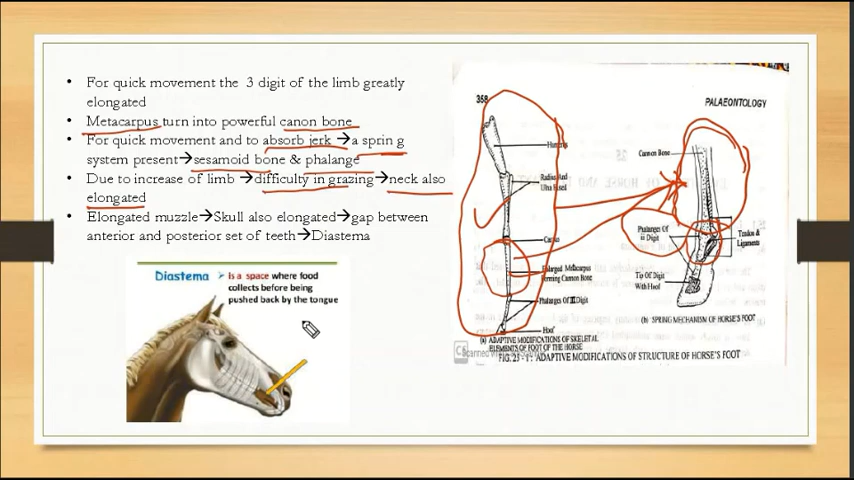 • For quick movement the 3 digit of the limb greatly
elongated
• Metacarpus turn into powerful canon bone
• For quick movement and to absorb jerk →a sprin g
system present→sesamoid bone & phalange
• Due to increase of limb →difficulty in grazing→neck also
elongated
• Elongated muzzle→Skull also elongated→gap between
anterior and posterior set of teeth→Diastema
Diastema ➢ Is a space where food
collects before being
pushed back by the tongue
358
PALAEONTOLOGY
Humerus
Radius And
Ulna Fused
Carpus
Enlarged Metacarpus
Forming Cannon Bone
Phalanges Of III Digit
Hoof
(a) ADAPTIVE MODIFICATIONS OF SKELETAL
ELEMENTS OF FOOT OF THE HORSE
Cannon Bone
Phalanges Of
III Digit
Tendon &
Ligaments
Tip Of Digit
With Hoof
(b) SPRING MECHANISM OF HORSE'S FOOT
FIG. 25 - 1 : ADAPTIVE MODIFICATIONS OF STRUCTURE OF HORSE'S FOOT
CS